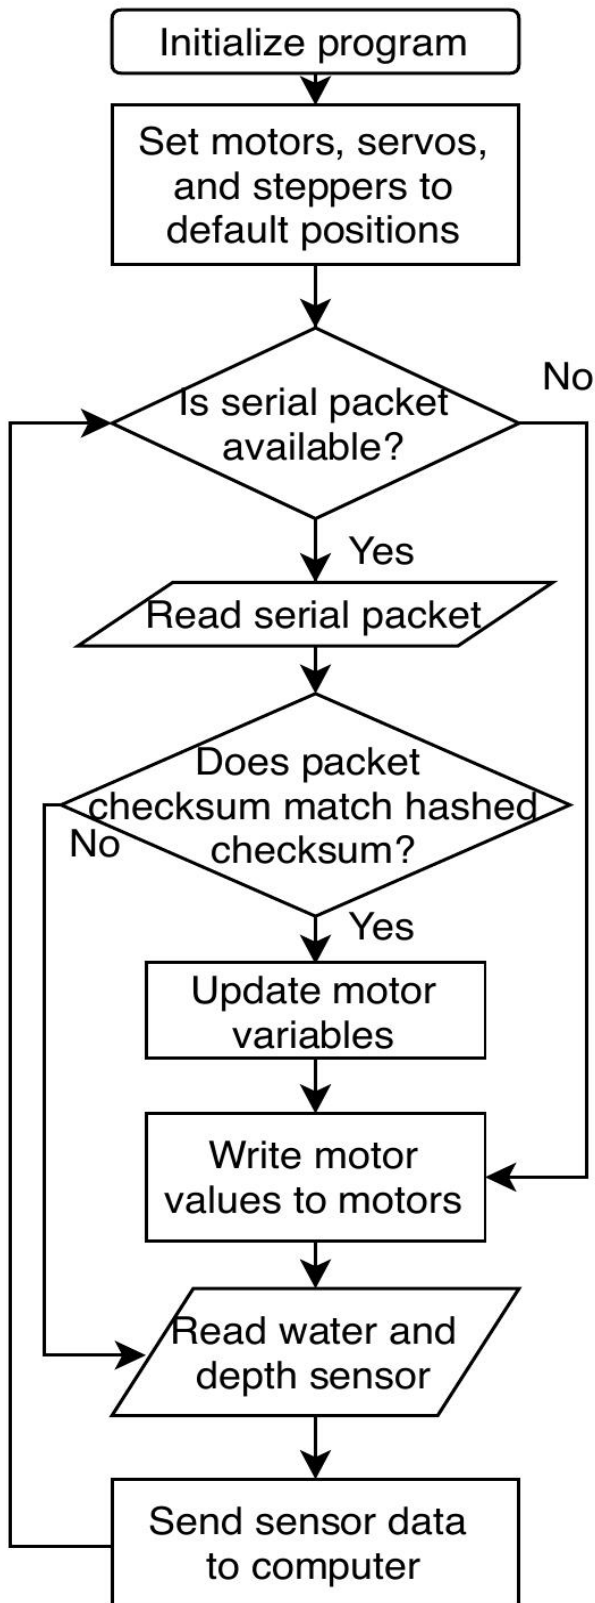 Initialize program
Set motors, servos,
and steppers to
default positions
No
Is serial packet
available?
Yes
Read serial packet
Does packet
checksum match hashed
No
checksum?
Yes
Update motor
variables
Write motor
values to motors
Read water and
depth sensor
Send sensor data
to computer